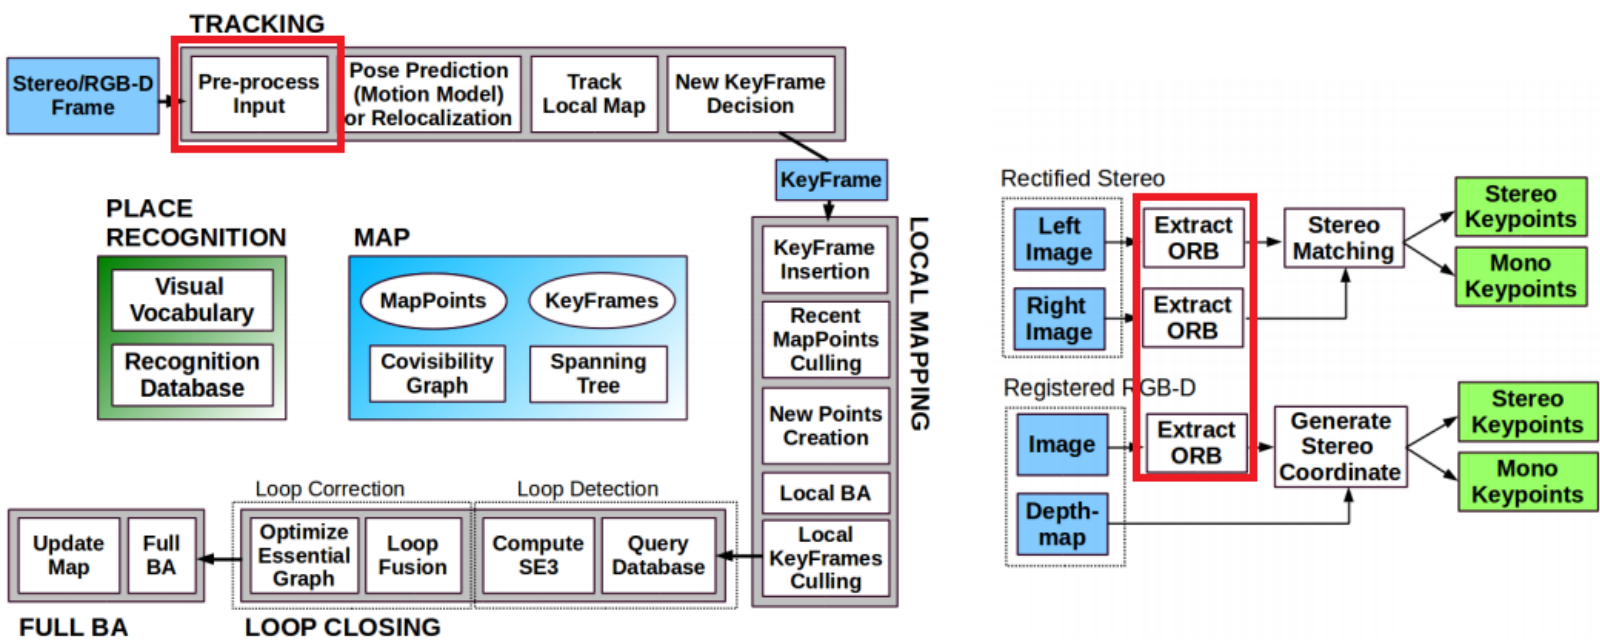 TRACKING
Stereo/RGB-D
Frame
Pre-process
Input
Pose Prediction
(Motion Model)
or Relocalization
Track
Local Map
New KeyFrame
Decision
KeyFrame
PLACE
RECOGNITION
Visual
Vocabulary
Recognition
Database
MAP
MapPoints
KeyFrames
Covisibility
Graph
Spanning
Tree
LOCAL MAPPING
KeyFrame
Insertion
Recent
MapPoints
Culling
New Points
Creation
Local BA
Local
KeyFrames
Culling
Loop Correction
Loop Detection
Optimize
Essential
Graph
Loop
Fusion
Compute
SE3
Query
Database
Update
Map
Full
BA
FULL BA
LOOP CLOSING
Rectified Stereo
Left
Image
Extract
ORB
Stereo
Matching
Stereo
Keypoints
Mono
Keypoints
Right
Image
Extract
ORB
Registered RGB-D
Image
Extract
ORB
Generate
Stereo
Coordinate
Stereo
Keypoints
Mono
Keypoints
Depth-
map